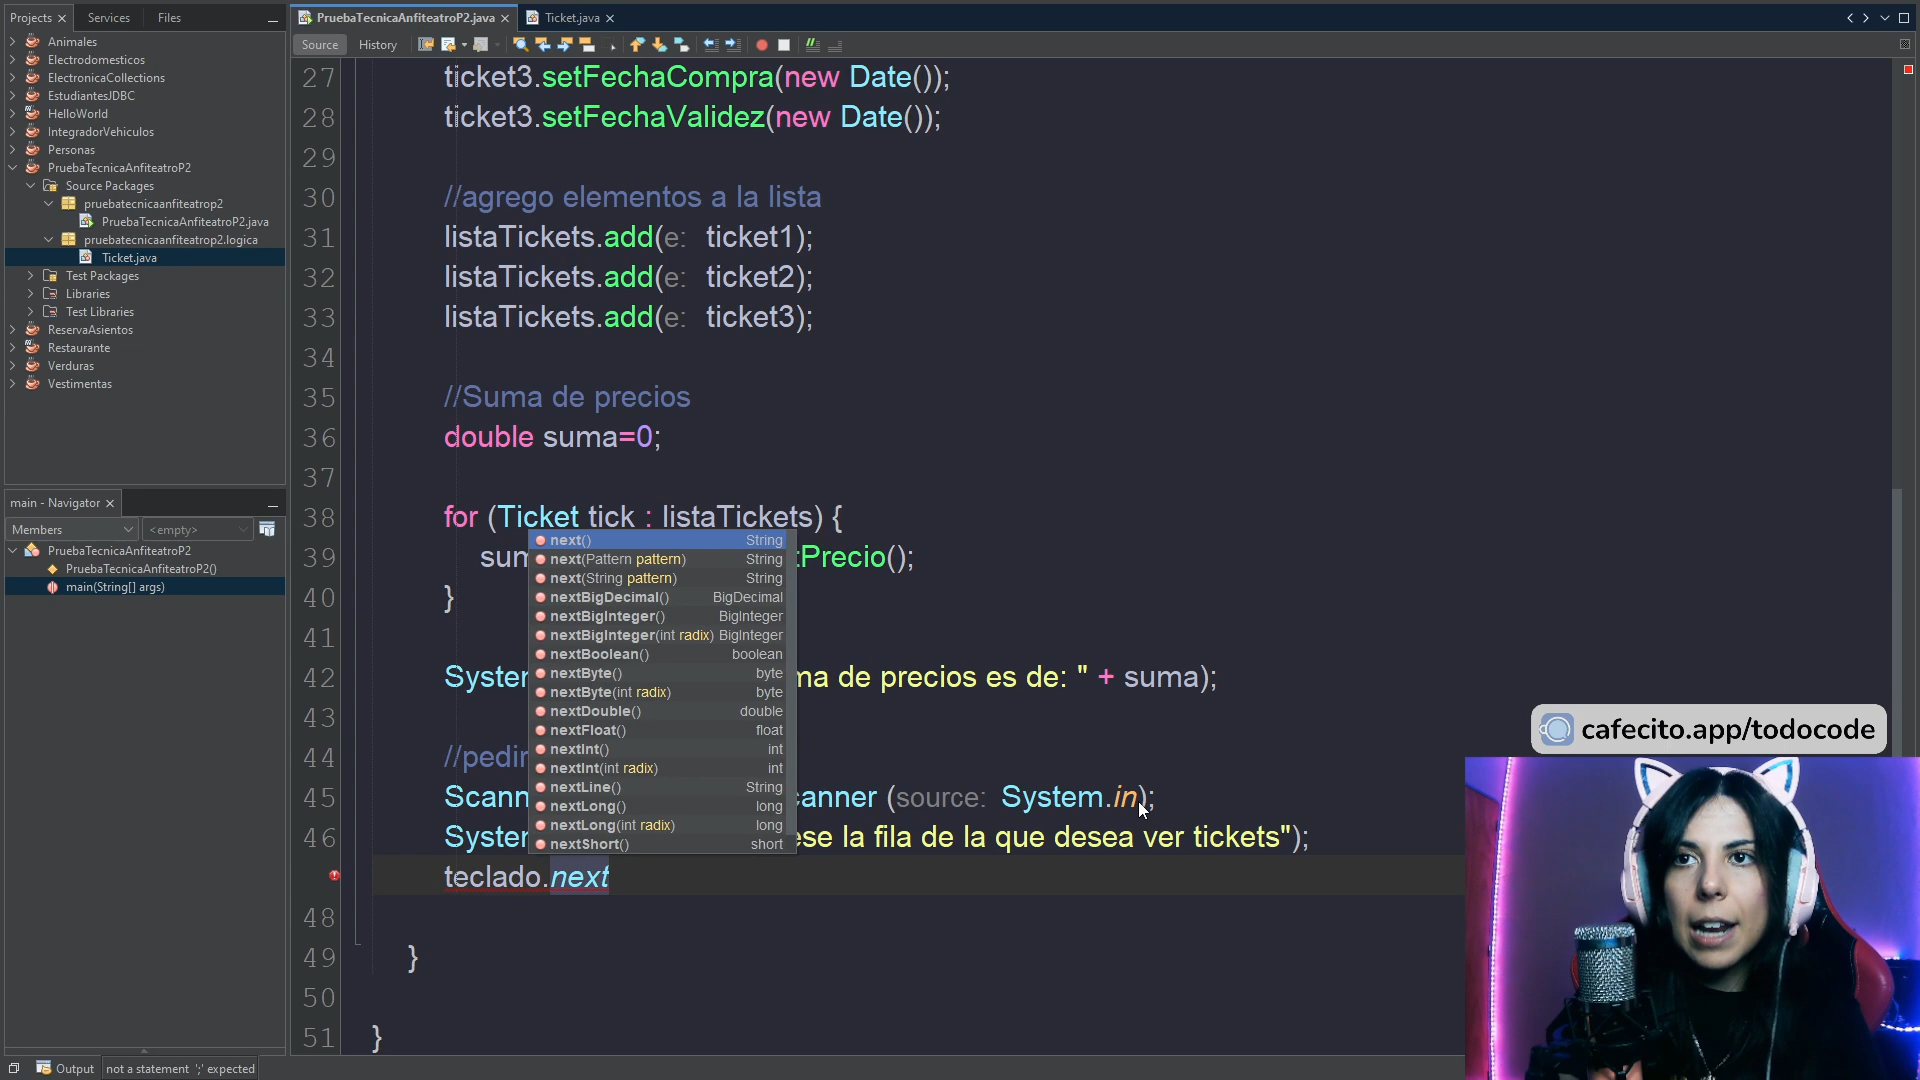 Projects
Services
Files
Animales
Electrodomesticos
ElectronicaCollections
EstudiantesJDBC
HelloWorld
IntegradorVehiculos
Personas
PruebaTecnicaAnfiteatroP2
Source Packages
pruebatecnicaanfiteatrop2
PruebaTecnicaAnfiteatroP2.java
pruebatecnicaanfiteatrop2.logica
Ticket.java
Test Packages
Libraries
Test Libraries
ReservaAsientos
Restaurante
Verduras
Vestimentas
main - Navigator
Members
<empty>
PruebaTecnicaAnfiteatroP2
PruebaTecnicaAnfiteatroP2()
main(String[] args)
PruebaTecnicaAnfiteatroP2.java
Ticket.java
Source
History
27 ticket3.setFechaCompra(new Date());
28 ticket3.setFechaValidez(new Date());
29
30 //agrego elementos a la lista
31 listaTickets.add(e: ticket1);
32 listaTickets.add(e: ticket2);
33 listaTickets.add(e: ticket3);
34
35 //Suma de precios
36 double suma=0;
37
38 for (Ticket tick : listaTickets) {
39 sum tPrecio();
40 }
41
42 System ma de precios es de: " + suma);
43
44 //pedir
45 Scann canner (source: System.in);
46 System ese la fila de la que desea ver tickets");
teclado.next
48
49 }
50
51 }
next() String
next(Pattern pattern) String
next(String pattern) String
nextBigDecimal() BigDecimal
nextBigInteger() BigInteger
nextBigInteger(int radix) BigInteger
nextBoolean() boolean
nextByte() byte
nextByte(int radix) byte
nextDouble() double
nextFloat() float
nextInt() int
nextInt(int radix) int
nextLine() String
nextLong() long
nextLong(int radix) long
nextShort() short
cafecito.app/todocode
Output
not a statement ';' expected